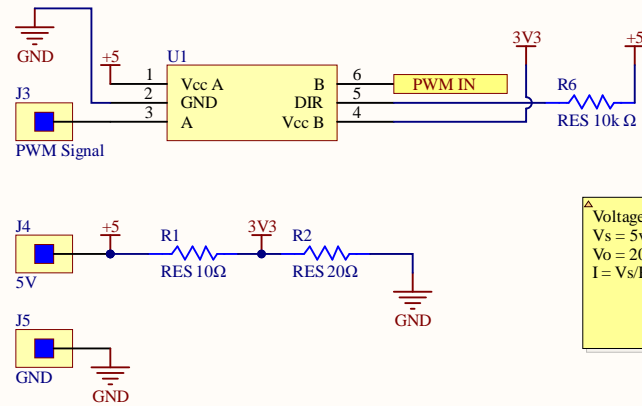 GND
+5
U1
3V3
+5
1
Vcc A
B
6
PWM IN
2
GND
DIR
5
R6
3
A
Vcc B
4
RES 10k Ω
J3
PWM Signal
J4
5V
+5
R1
RES 10Ω
3V3
R2
RES 20Ω
GND
J5
GND
GND
Voltage
Vs = 5v
Vo = 20
I = Vs/